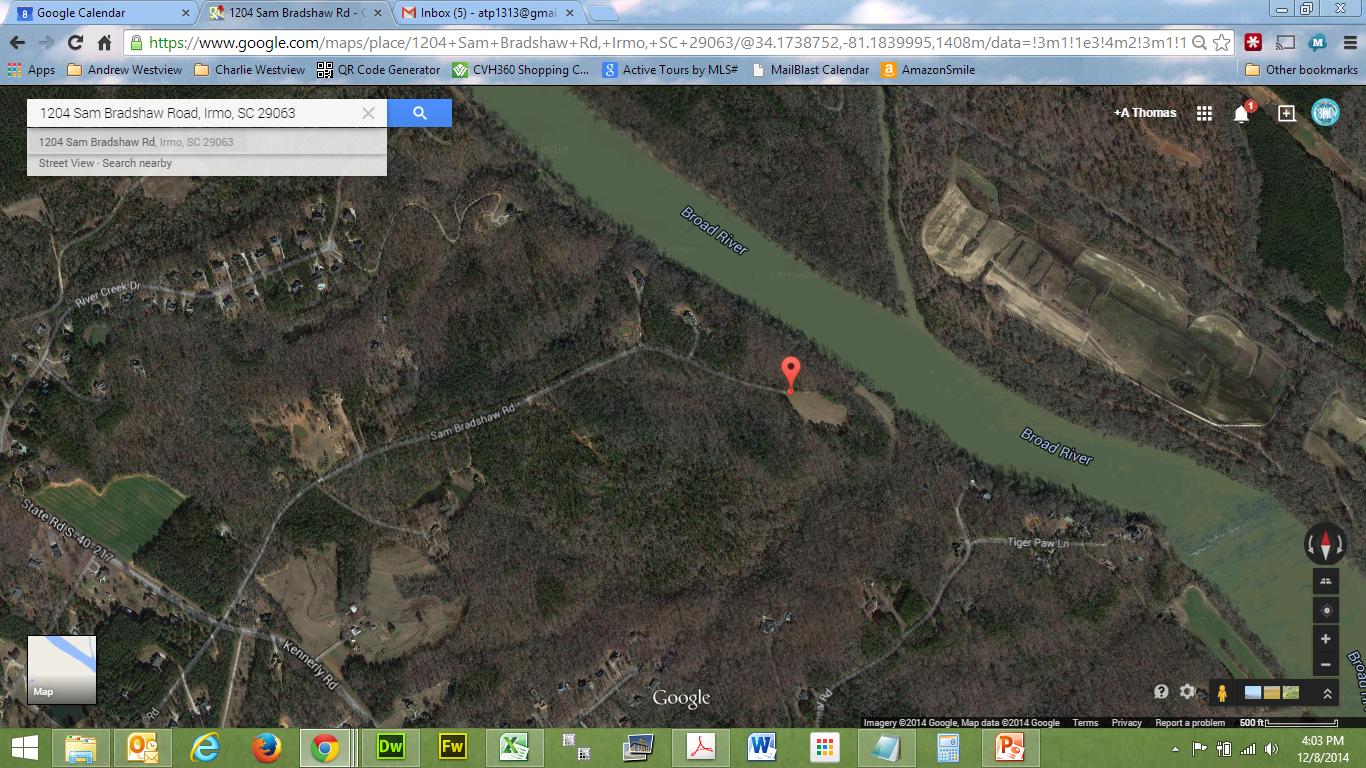 Google Calendar
1204 Sam Bradshaw Rd - G
Inbox (5) - atp1313@gmai
https://www.google.com/maps/place/1204+Sam+Bradshaw+Rd,+Irmo,+SC+29063/@34.1738752,-81.1839995,1408m/data=!3m1!1e3!4m2!3m1!1
Apps
Andrew Westview
Charlie Westview
QR Code Generator
CVH360 Shopping C...
Active Tours by MLS#
MailBlast Calendar
AmazonSmile
Other bookmarks
1204 Sam Bradshaw Road, Irmo, SC 29063
1204 Sam Bradshaw Rd, Irmo, SC 29063
Street View · Search nearby
+A Thomas
1
Broad River
River Creek Dr
Sam Bradshaw Rd
Broad River
State Rd S-40-217
Tiger Paw Ln
Kennerly Rd
Map
Rd
Google
Rd
Imagery ©2014 Google, Map data ©2014 Google
Terms
Privacy
Report a problem
500 ft
Dw
Fw
4:03 PM
12/8/2014